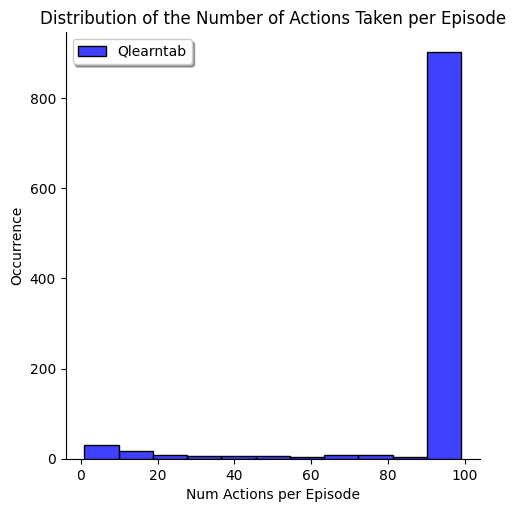 Distribution of the Number of Actions Taken per Episode
Qlearntab
Occurrence
800
600
400
200
0
0 20 40 60 80 100
Num Actions per Episode